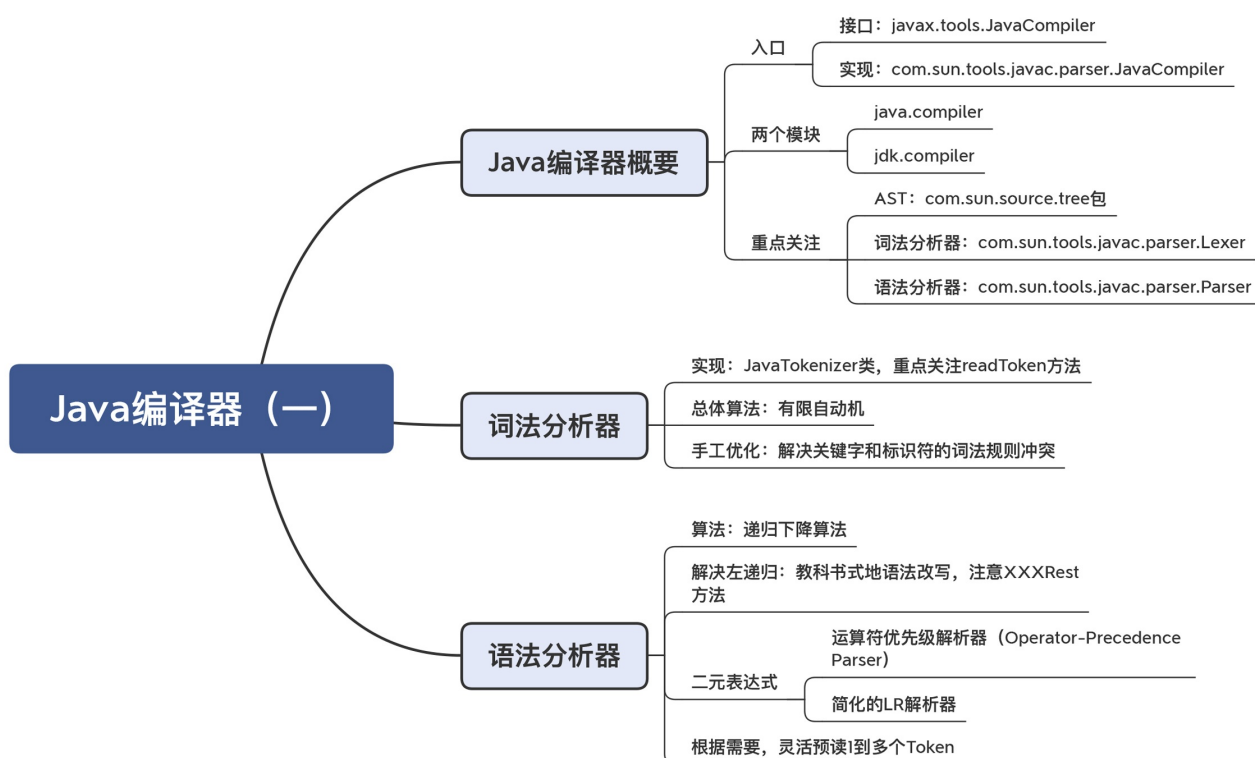 Java编译器（一）
Java编译器概要
入口
接口：javax.tools.JavaCompiler
实现：com.sun.tools.javac.parser.JavaCompiler
两个模块
java.compiler
jdk.compiler
重点关注
AST：com.sun.source.tree包
词法分析器：com.sun.tools.javac.parser.Lexer
语法分析器：com.sun.tools.javac.parser.Parser
词法分析器
实现：JavaTokenizer类，重点关注readToken方法
总体算法：有限自动机
手工优化：解决关键字和标识符的词法规则冲突
语法分析器
算法：递归下降算法
解决左递归：教科书式地语法改写，注意XXXRest
方法
二元表达式
运算符优先级解析器（Operator-Precedence
Parser）
简化的LR解析器
根据需要，灵活预读1到多个Token